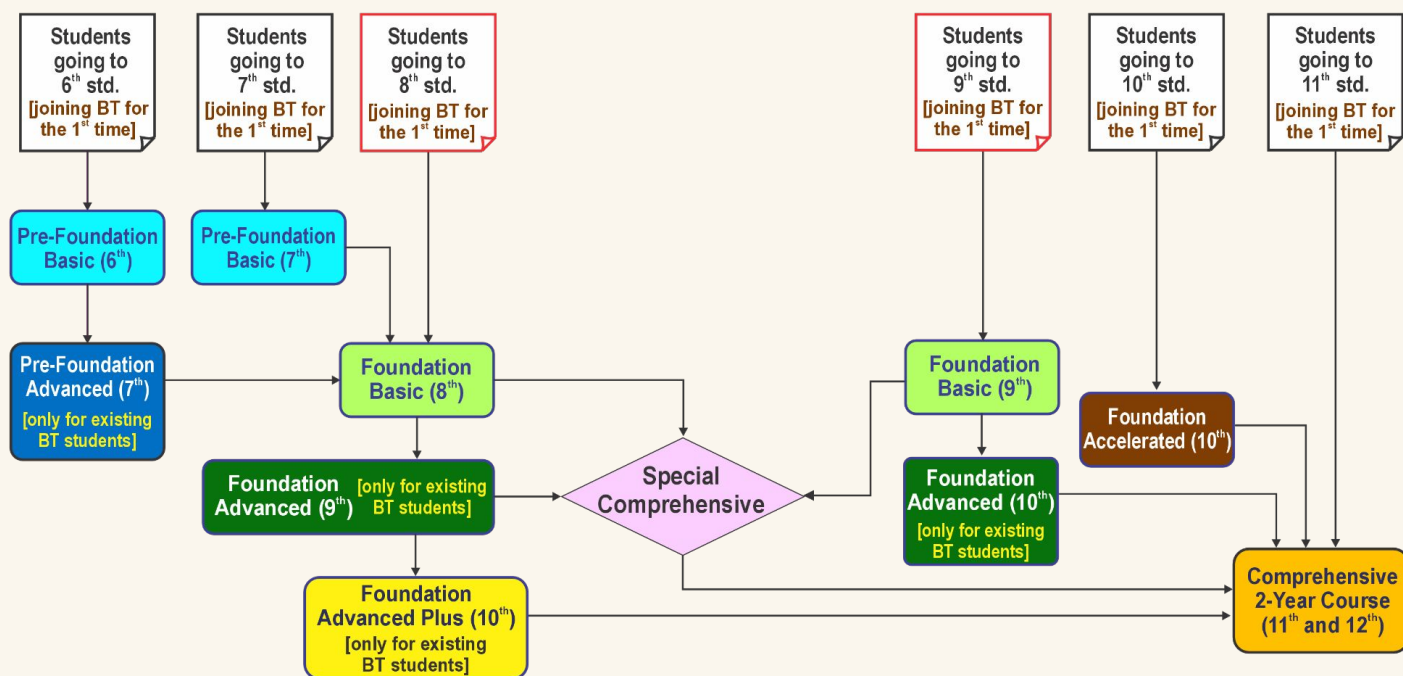 Students
going to
6th std.
[joining BT for
the 1st time]
Students
going to
7th std.
[joining BT for
the 1st time]
Students
going to
8th std.
[joining BT for
the 1st time]
Students
going to
9th std.
[joining BT for
the 1st time]
Students
going to
10th std.
[joining BT for
the 1st time]
Students
going to
11th std.
[joining BT for
the 1st time]
Pre-Foundation
Basic (6th)
Pre-Foundation
Basic (7th)
Pre-Foundation
Advanced (7th)
[only for existing
BT students]
Foundation
Basic (8th)
Foundation
Basic (9th)
Foundation
Accelerated (10th)
Foundation
Advanced (9th)
[only for existing
BT students]
Special
Comprehensive
Foundation
Advanced (10th)
[only for existing
BT students]
Foundation
Advanced Plus (10th)
[only for existing
BT students]
Comprehensive
2-Year Course
(11th and 12th)